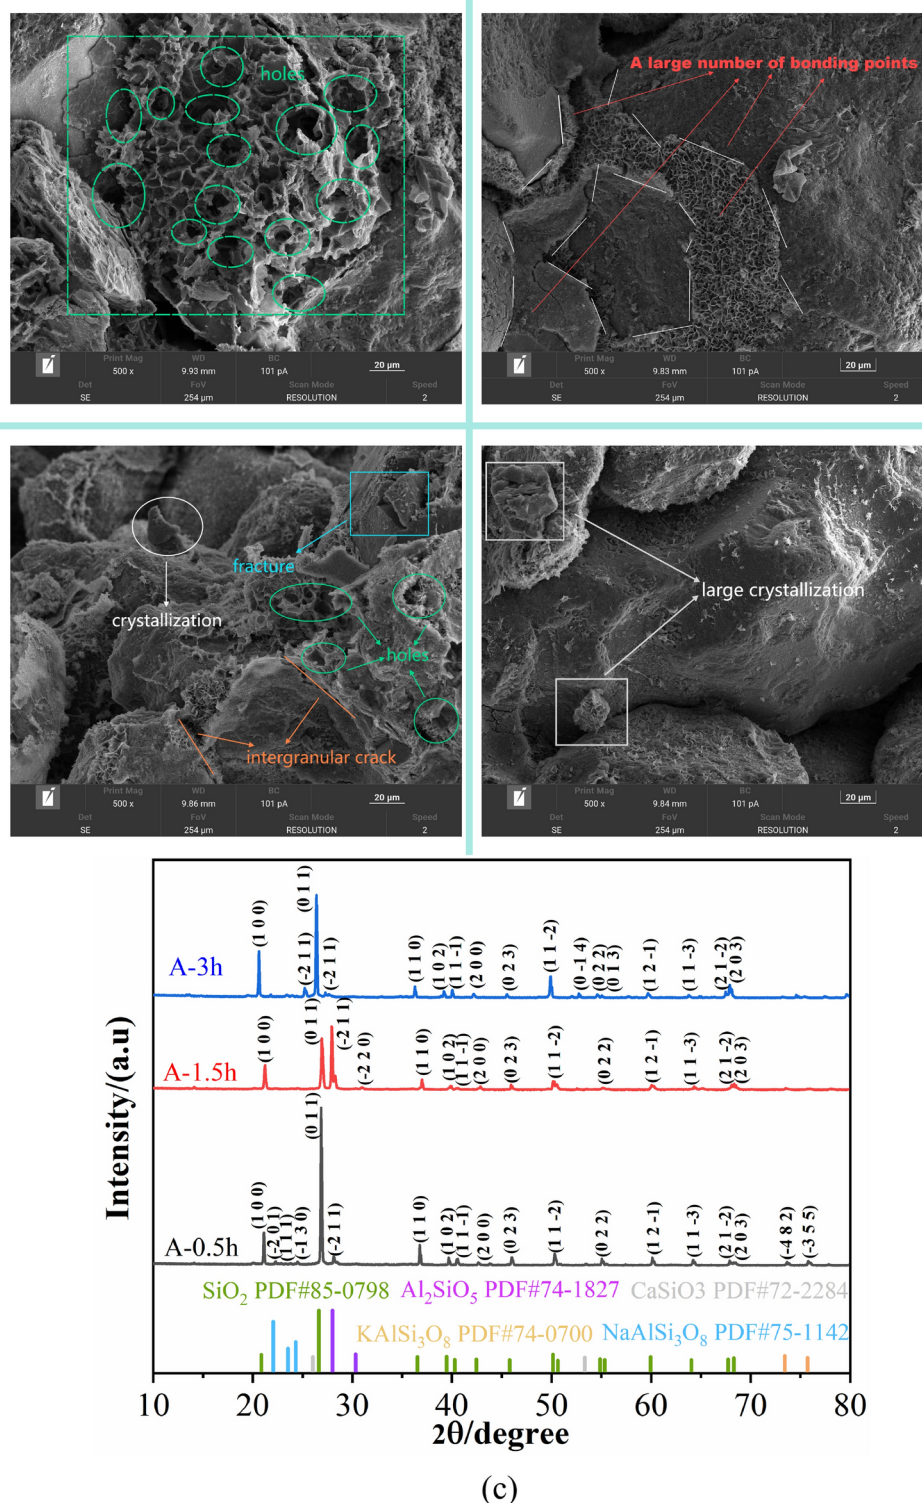 holes
Print Mag WD BC
500 x 9.93 mm 101 pA 20 µm
Det FoV Scan Mode Speed
SE 254 µm RESOLUTION 2
A large number of bonding points
Print Mag WD BC
500 x 9.83 mm 101 pA 20 µm
Det FoV Scan Mode Speed
SE 254 µm RESOLUTION 2
fracture
crystallization
holes
intergranular crack
Print Mag WD BC
500 x 9.86 mm 101 pA 20 µm
Det FoV Scan Mode Speed
SE 254 µm RESOLUTION 2
large crystallization
Print Mag WD BC
500 x 9.84 mm 101 pA 20 µm
Det FoV Scan Mode Speed
SE 254 µm RESOLUTION 2
Intensity/(a.u)
A-3h
(1 0 0)
(-2 1 1)
(0 1 1)
(-2 1 1)
(1 1 0)
(1 0 2)
(1 1 -1)
(2 0 0)
(0 2 3)
(1 1 -2)
(0 -1 4)
(0 2 2)
(0 1 3)
(1 2 -1)
(1 1 -3)
(2 1 -2)
(2 0 3)
A-1.5h
(1 0 0)
(0 1 1)
(-2 1 1)
(-2 2 0)
(1 1 0)
(1 0 2)
(1 1 -1)
(2 0 0)
(0 2 3)
(1 1 -2)
(0 2 2)
(1 2 -1)
(1 1 -3)
(2 1 -2)
(2 0 3)
A-0.5h
(1 0 0)
(-2 0 1)
(1 1 1)
(-1 3 0)
(0 1 1)
(-2 1 1)
(1 1 0)
(1 0 2)
(1 1 -1)
(2 0 0)
(0 2 3)
(1 1 -2)
(0 2 2)
(1 2 -1)
(1 1 -3)
(2 1 -2)
(2 0 3)
(-4 8 2)
(-3 5 5)
SiO₂ PDF#85-0798 Al₂SiO₅ PDF#74-1827 CaSiO3 PDF#72-2284
KAlSi₃O₈ PDF#74-0700 NaAlSi₃O₈ PDF#75-1142
10 20 30 40 50 60 70 80
2θ/degree
(c)